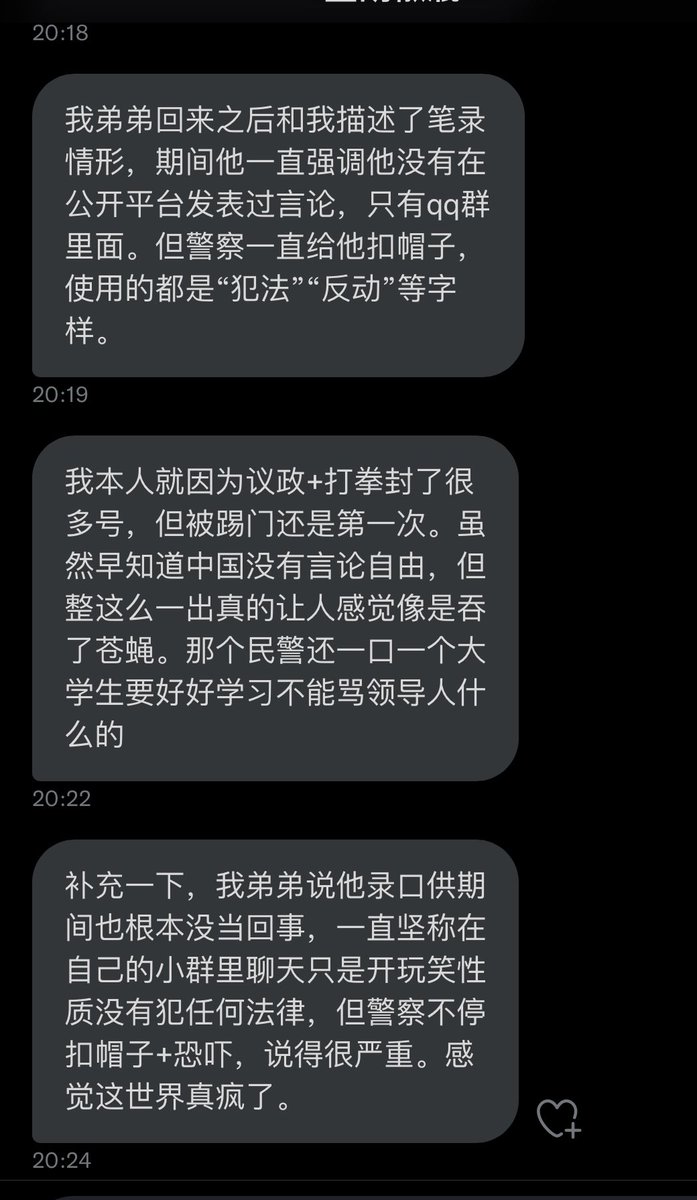 20:18
我弟弟回来之后和我描述了笔录
情形，期间他一直强调他没有在
公开平台发表过言论，只有qq群
里面。但警察一直给他扣帽子，
使用的都是“犯法”“反动”等字
样。
20:19
我本人就因为议政+打拳封了很
多号，但被踢门还是第一次。虽
然早知道中国没有言论自由，但
整这么一出真的让人感觉像是吞
了苍蝇。那个民警还一口一个大
学生要好好学习不能骂领导人什
么的
20:22
补充一下，我弟弟说他录口供期
间也根本没当回事，一直坚称在
自己的小群里聊天只是开玩笑性
质没有犯任何法律，但警察不停
扣帽子+恐吓，说得很严重。感
觉这世界真疯了。
20:24